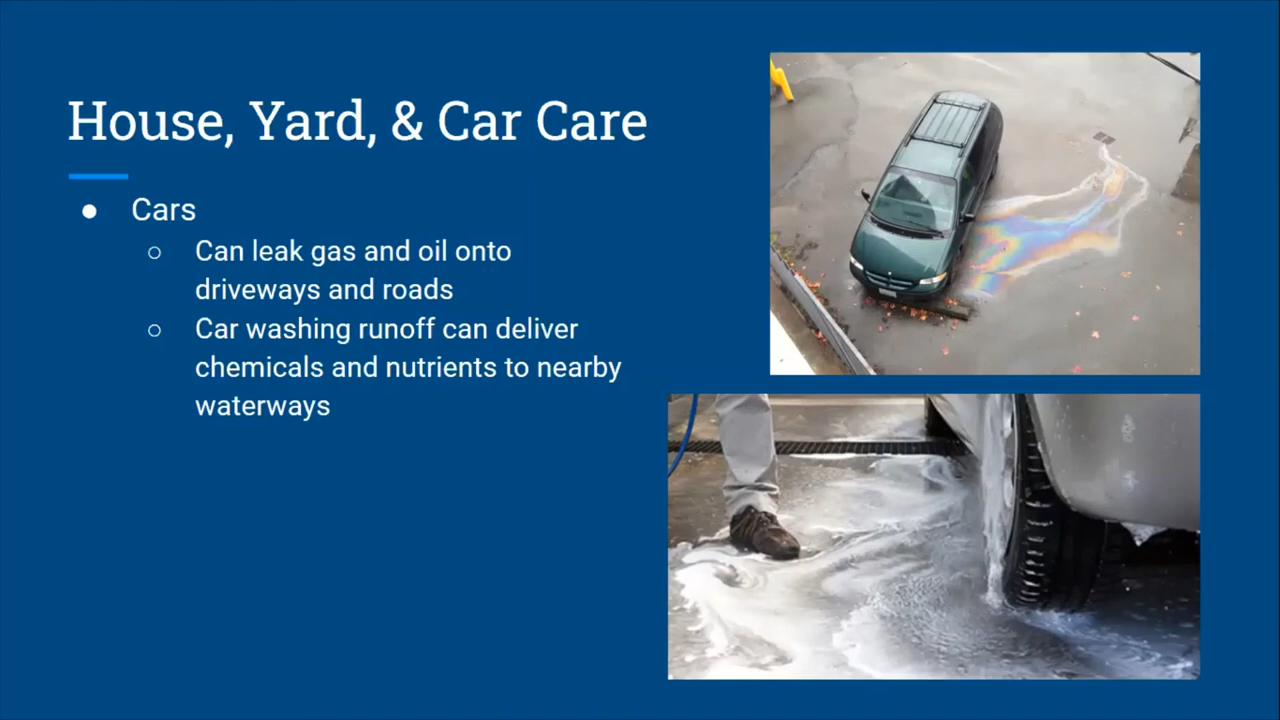 House, Yard, & Car Care
● Cars
○ Can leak gas and oil onto
driveways and roads
○ Car washing runoff can deliver
chemicals and nutrients to nearby
waterways